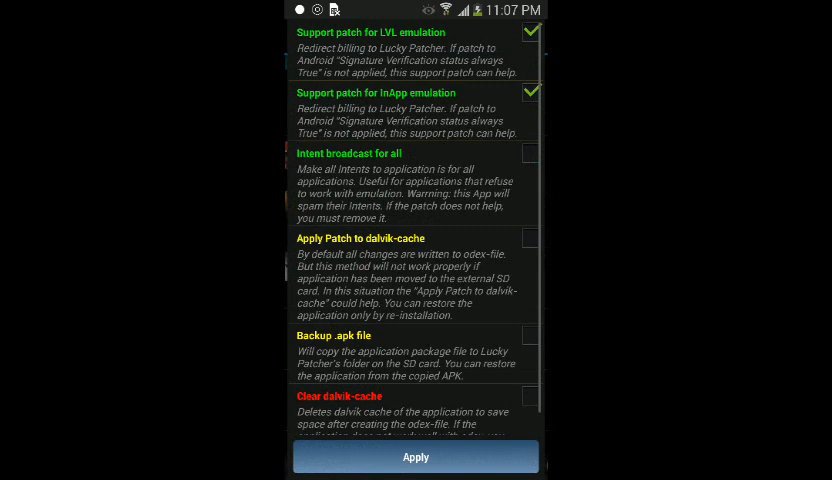 11:07 PM
Support patch for LVL emulation
Redirect billing to Lucky Patcher. If patch to
Android "Signature Verification status always
True" is not applied, this support patch can help.
Support patch for InApp emulation
Redirect billing to Lucky Patcher. If patch to
Android "Signature Verification status always
True" is not applied, this support patch can help.
Intent broadcast for all
Make all Intents to application is for all
applications. Useful for applications that refuse
to work with emulation. Warrning: this App will
spam their Intents. If the patch does not help,
you must remove it.
Apply Patch to dalvik-cache
By default all changes are written to odex-file.
But this method will not work properly if
application has been moved to the external SD
card. In this situation the "Apply Patch to dalvik-
cache" could help. You can restore the
application only by re-installation.
Backup .apk file
Will copy the application package file to Lucky
Patcher's folder on the SD card. You can restore
the application from the copied APK.
Clear dalvik-cache
Deletes dalvik cache of the application to save
space after creating the odex-file. If the
application does not work well with odex, you
Apply